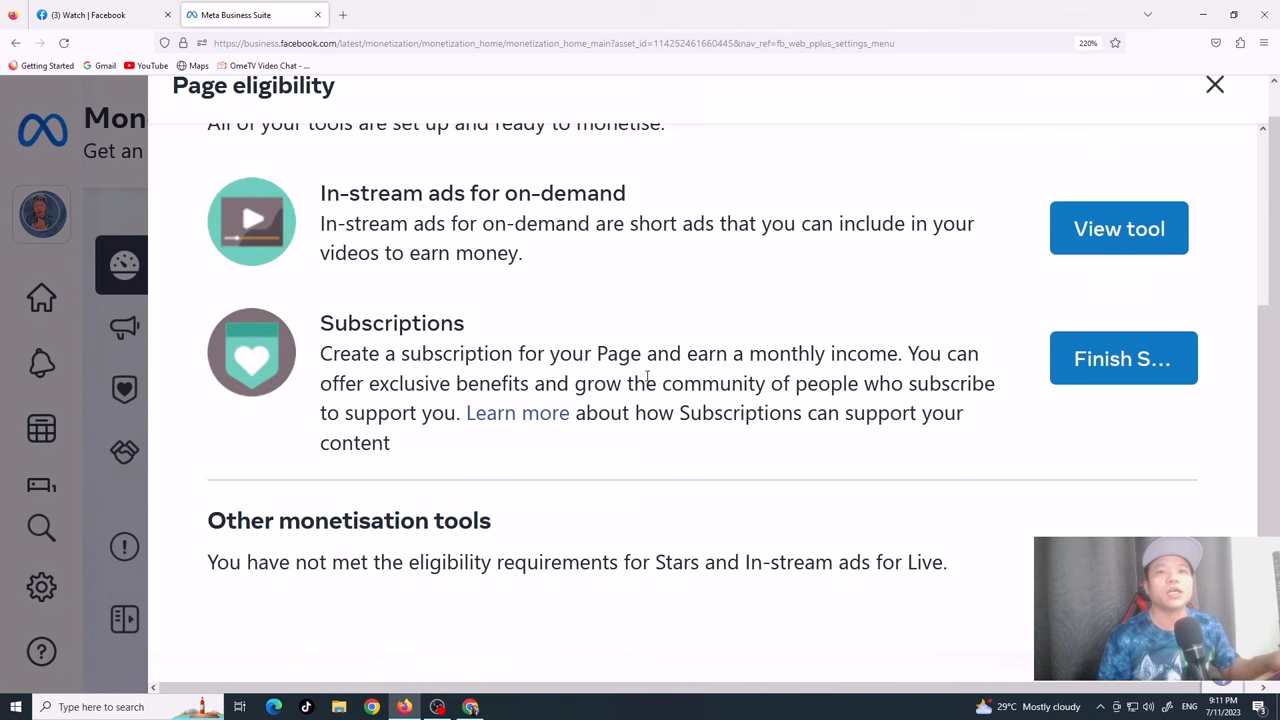 (3) Watch | Facebook
Meta Business Suite
https://business.facebook.com/latest/monetization/monetization_home/monetization_home_main?asset_id=114252461660445&nav_ref=fb_web_pplus_settings_menu
220%
Getting Started
Gmail
YouTube
Maps
OmeTV Video Chat - ...
Mon
Get an
Page eligibility
All of your tools are set up and ready to monetise.
In-stream ads for on-demand
In-stream ads for on-demand are short ads that you can include in your
videos to earn money.
View tool
Subscriptions
Create a subscription for your Page and earn a monthly income. You can
offer exclusive benefits and grow the community of people who subscribe
to support you. Learn more about how Subscriptions can support your
content
Finish S...
Other monetisation tools
You have not met the eligibility requirements for Stars and In-stream ads for Live.
Type here to search
29°C Mostly cloudy
9:11 PM
7/11/2023